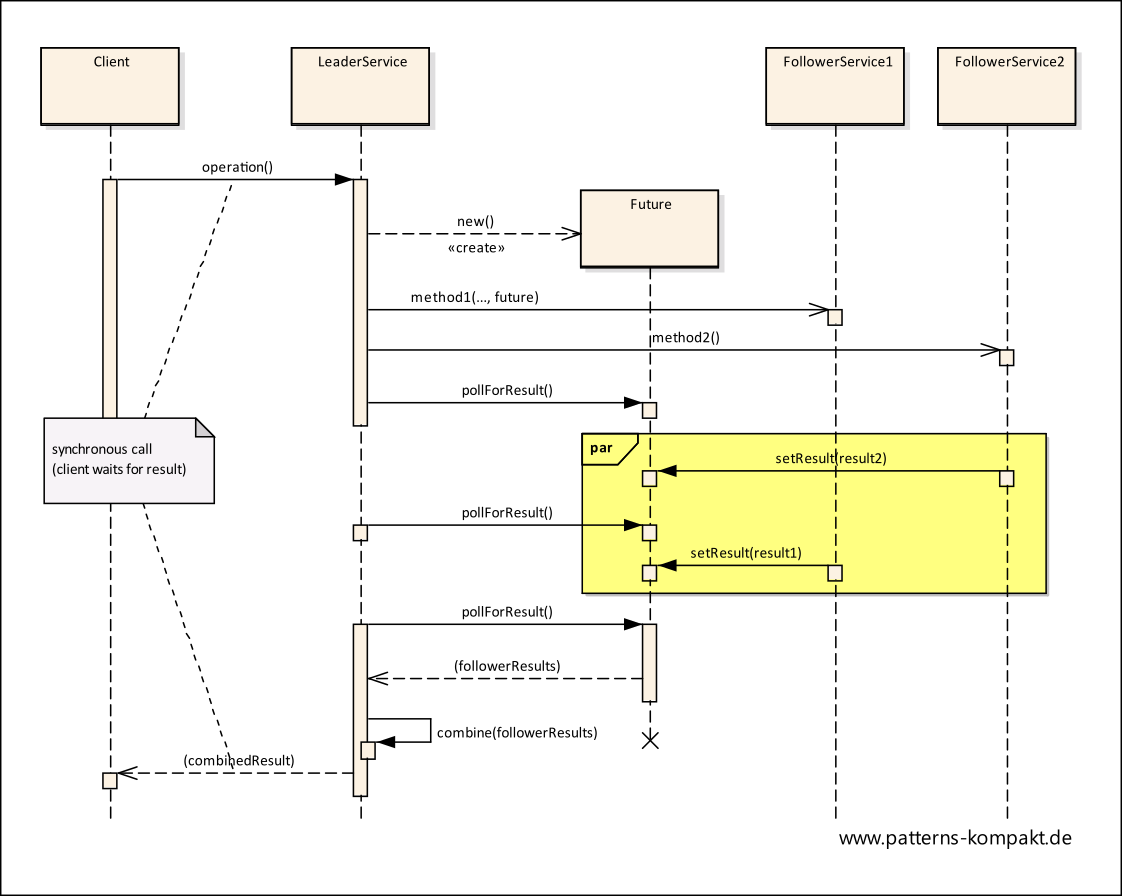 Client
LeaderService
FollowerService1
FollowerService2
operation()
Future
new()
«create»
method1(..., future)
method2()
pollForResult()
synchronous call
(client waits for result)
par
setResult(result2)
pollForResult()
setResult(result1)
pollForResult()
(followerResults)
combine(followerResults)
(combinedResult)
www.patterns-kompakt.de